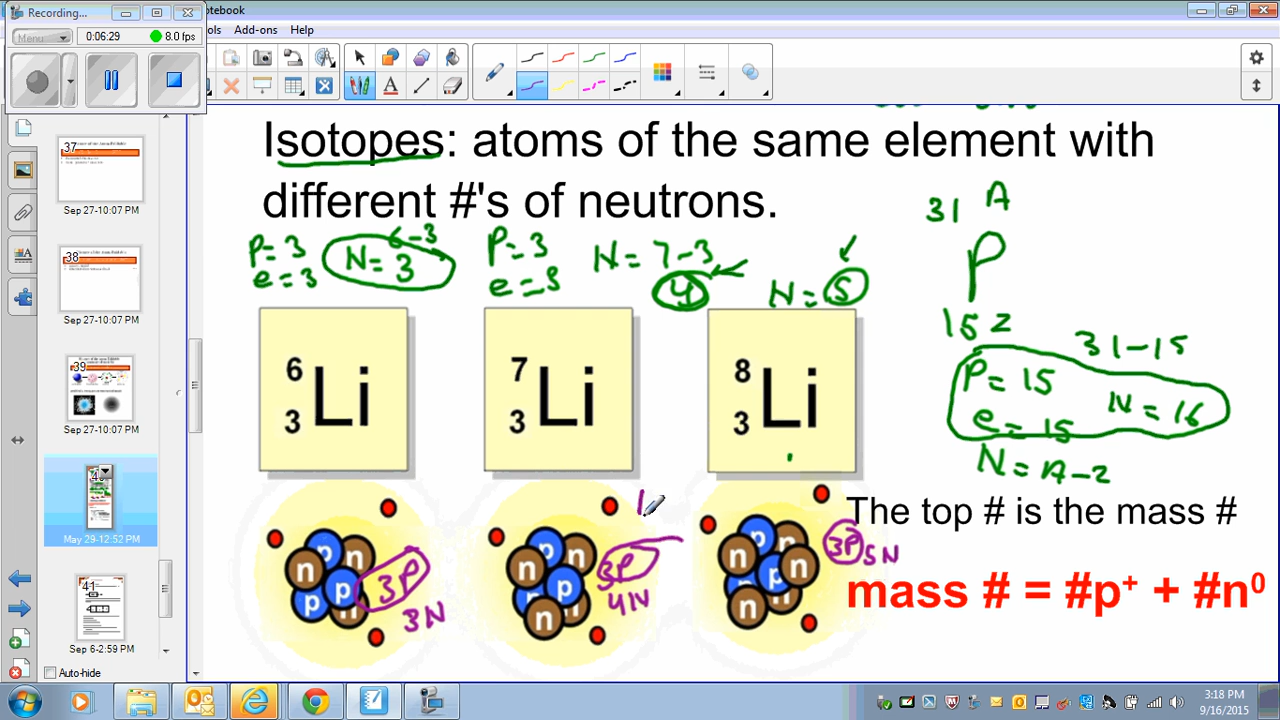 Recording...
Notebook
Menu
0:06:29
8.0 fps
ols Add-ons Help
37
Sep 27-10:07 PM
38
Sep 27-10:07 PM
39
Sep 27-10:07 PM
May 29-12:52 PM
41
Sep 6-2:59 PM
Auto-hide
Isotopes: atoms of the same element with
different #'s of neutrons.
P=3
e=3
6-3
N=3
P=3
e=3
N=7-3
4
N=5
31 A
P
15 Z
31-15
P=15
e=15
N=16
N=A-Z
6
3 Li
7
3 Li
8
3 Li
The top # is the mass #
mass # = #p+ + #n0
n p n p p n
3P
3N
p n n p p n n
3P
4N
p n n p n n n
3P
5N
3:18 PM
9/16/2015